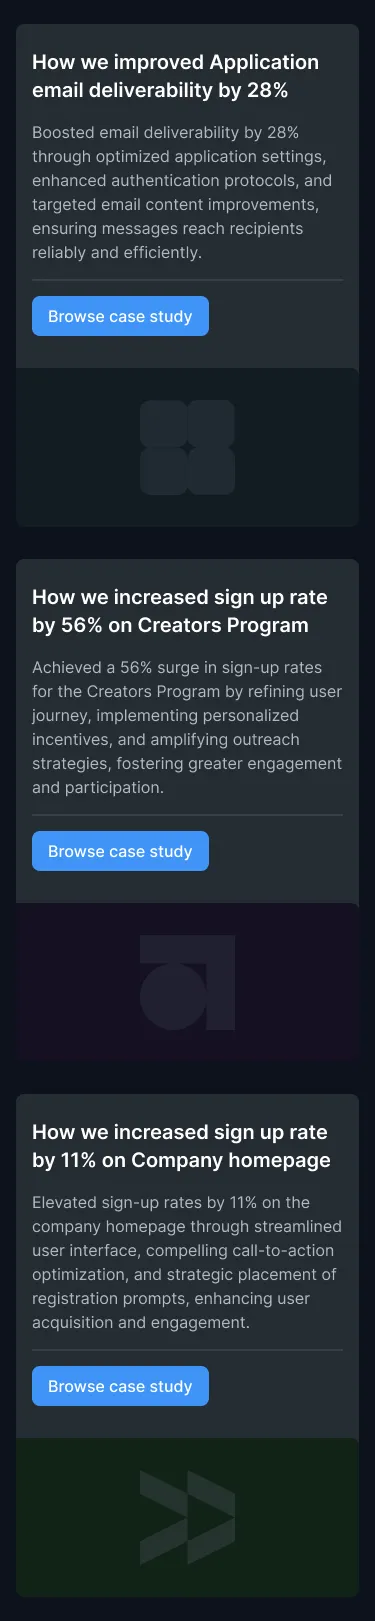 How we improved Application
email deliverability by 28%
Boosted email deliverability by 28%
through optimized application settings,
enhanced authentication protocols, and
targeted email content improvements,
ensuring messages reach recipients
reliably and efficiently.
Browse case study
How we increased sign up rate
by 56% on Creators Program
Achieved a 56% surge in sign-up rates
for the Creators Program by refining user
journey, implementing personalized
incentives, and amplifying outreach
strategies, fostering greater engagement
and participation.
Browse case study
How we increased sign up rate
by 11% on Company homepage
Elevated sign-up rates by 11% on the
company homepage through streamlined
user interface, compelling call-to-action
optimization, and strategic placement of
registration prompts, enhancing user
acquisition and engagement.
Browse case study